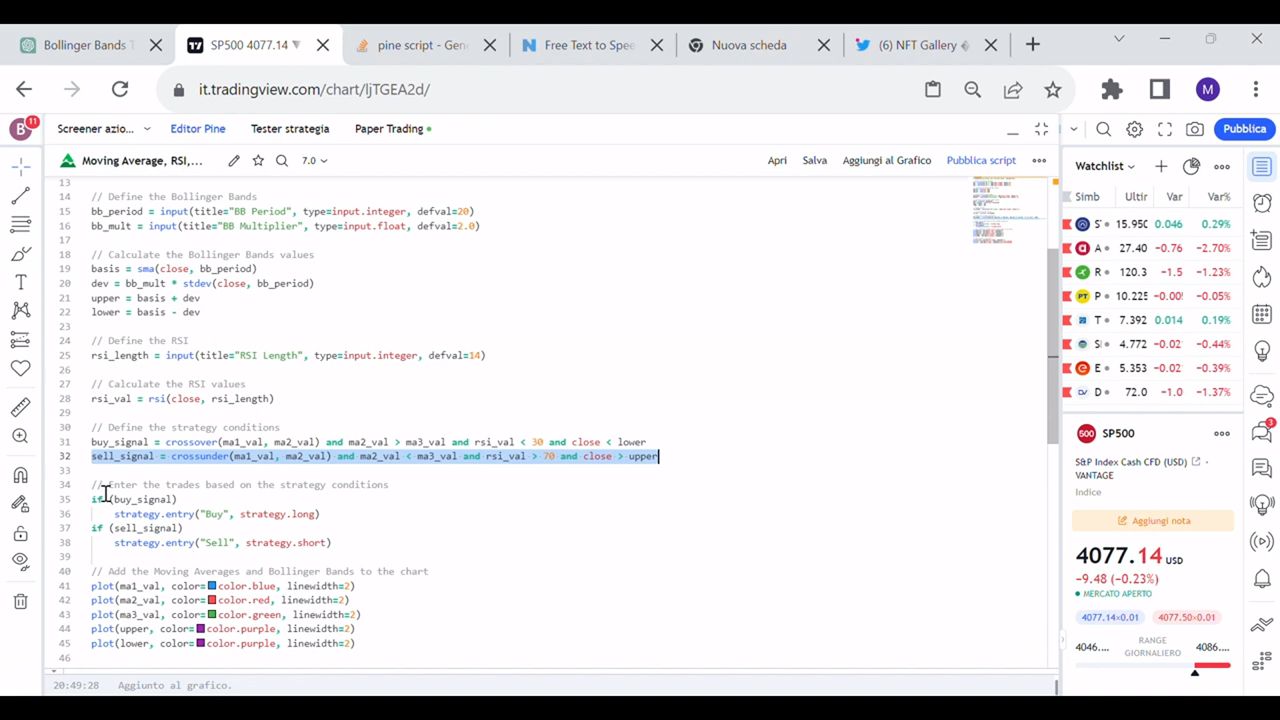 Bollinger Bands T
SP500 4077.14
pine script - Gen
Free Text to Spee
Nuova scheda
(6) NFT Gallery
it.tradingview.com/chart/ljTGEA2d/
M
B
11
Screener azio...
Editor Pine
Tester strategia
Paper Trading
Pubblica
Moving Average, RSI,...
7.0
Apri
Salva
Aggiungi al Grafico
Pubblica script
13
14 // Define the Bollinger Bands
15 bb_period = input(title="BB Period", type=input.integer, defval=20)
16 bb_mult = input(title="BB Multiplier", type=input.float, defval=2.0)
17
18 // Calculate the Bollinger Bands values
19 basis = sma(close, bb_period)
20 dev = bb_mult * stdev(close, bb_period)
21 upper = basis + dev
22 lower = basis - dev
23
24 // Define the RSI
25 rsi_length = input(title="RSI Length", type=input.integer, defval=14)
26
27 // Calculate the RSI values
28 rsi_val = rsi(close, rsi_length)
29
30 // Define the strategy conditions
31 buy_signal = crossover(ma1_val, ma2_val) and ma2_val > ma3_val and rsi_val < 30 and close < lower
32 sell_signal = crossunder(ma1_val, ma2_val) and ma2_val < ma3_val and rsi_val > 70 and close > upper
33
34 // Enter the trades based on the strategy conditions
35 if (buy_signal)
36 strategy.entry("Buy", strategy.long)
37 if (sell_signal)
38 strategy.entry("Sell", strategy.short)
39
40 // Add the Moving Averages and Bollinger Bands to the chart
41 plot(ma1_val, color=color.blue, linewidth=2)
42 plot(ma2_val, color=color.red, linewidth=2)
43 plot(ma3_val, color=color.green, linewidth=2)
44 plot(upper, color=color.purple, linewidth=2)
45 plot(lower, color=color.purple, linewidth=2)
46
20:49:28 Aggiunto al grafico.
Watchlist
Simb Ultir Var Var%
S 15.950 0.046 0.29%
A 27.40 -0.76 -2.70%
R 120.3 -1.5 -1.23%
PT P 10.225 -0.00 -0.05%
T 7.392 0.014 0.19%
S 4.772 -0.02 -0.44%
E 5.353 -0.02 -0.39%
D 72.0 -1.0 -1.37%
500 SP500
S&P Index Cash CFD (USD)
VANTAGE
Indice
Aggiungi nota
4077.14 USD
-9.48 (-0.23%)
MERCATO APERTO
4077.14×0.01 4077.50×0.01
4046.... RANGE GIORNALIERO 4086....
3